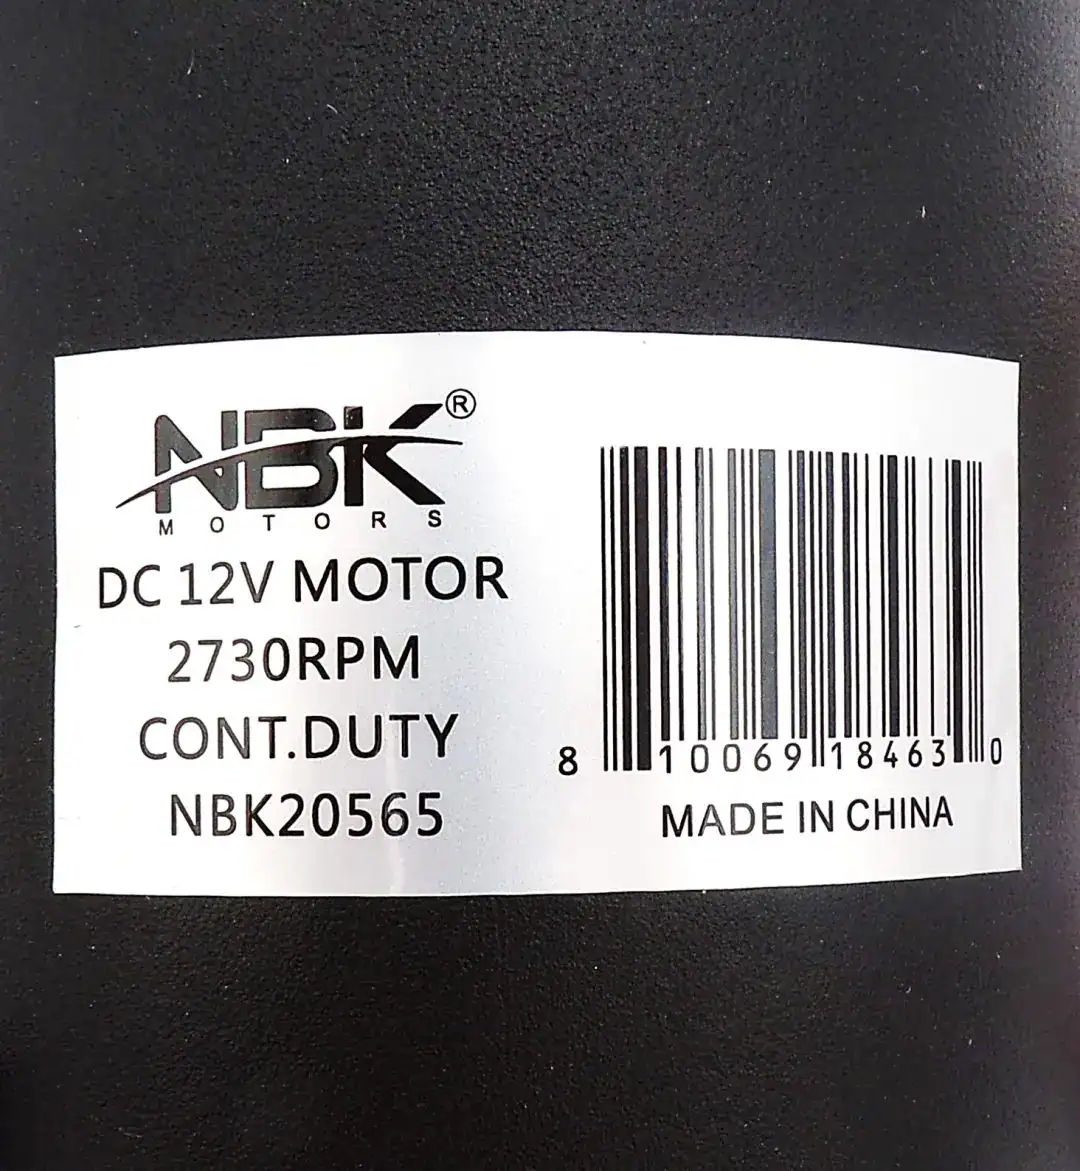 NBK®
MOTORS
DC 12V MOTOR
2730RPM
CONT.DUTY
NBK20565
8 10069 18463 0
MADE IN CHINA